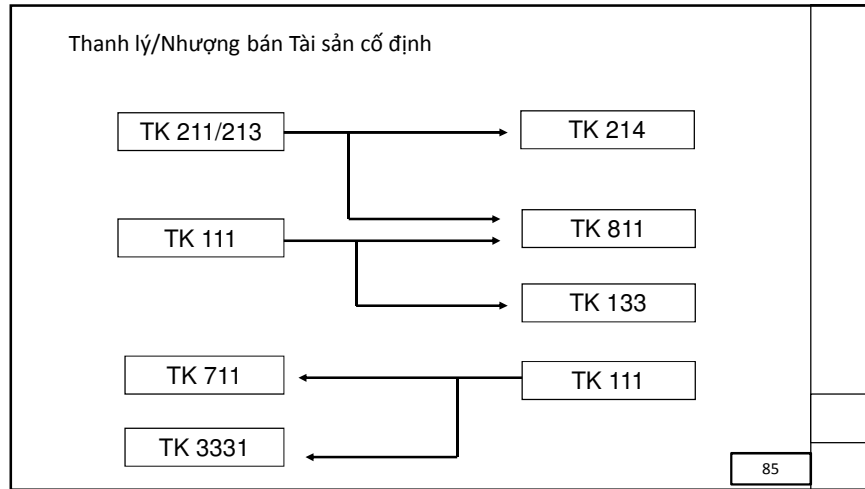 Thanh lý/Nhượng bán Tài sản cố định
TK 211/213
TK 214
TK 111
TK 811
TK 133
TK 711
TK 111
TK 3331
85